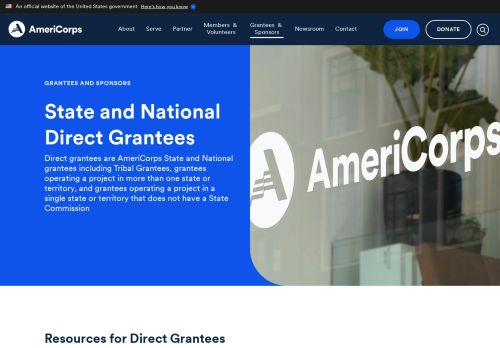 An official website of the United States government Here's how you know
AmeriCorps
About Serve Partner Members & Volunteers Grantees & Sponsors Newsroom Contact JOIN DONATE
GRANTEES AND SPONSORS
State and National
Direct Grantees
Direct grantees are AmeriCorps State and National
grantees including Tribal Grantees, grantees
operating a project in more than one state or
territory, and grantees operating a project in a
single state or territory that does not have a State
Commission
AmeriCorps
Resources for Direct Grantees